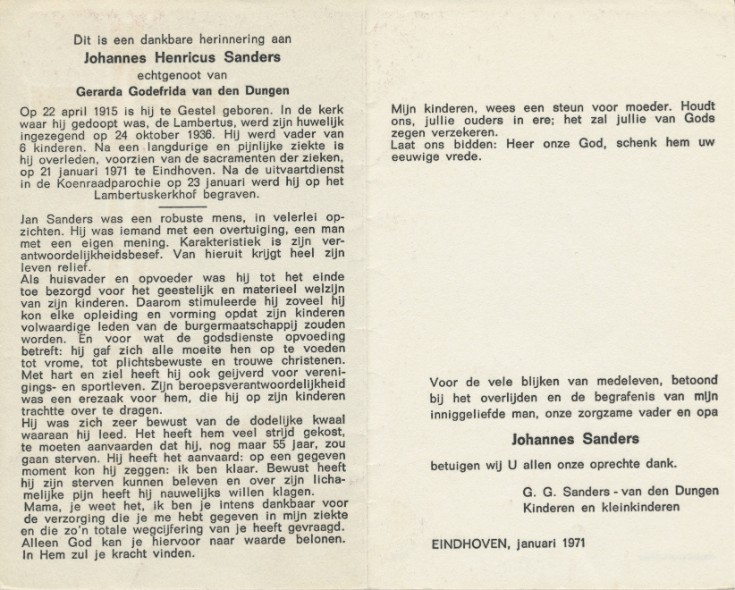 Dit is een dankbare herinnering aan
Johannes Henricus Sanders
echtgenoot van
Gerarda Godefrida van den Dungen
Op 22 april 1915 is hij te Gestel geboren. In de kerk
waar hij gedoopt was, de Lambertus, werd zijn huwelijk
ingezegend op 24 oktober 1936. Hij werd vader van
6 kinderen. Na een langdurige en pijnlijke ziekte is
hij overleden, voorzien van de sacramenten der zieken,
op 21 januari 1971 te Eindhoven. Na de uitvaartdienst
in de Koenraadparochie op 23 januari werd hij op het
Lambertuskerkhof begraven.
Jan Sanders was een robuste mens, in velerlei op-
zichten. Hij was iemand met een overtuiging, een man
met een eigen mening. Karakteristiek is zijn ver-
antwoordelijkheidsbesef. Van hieruit krijgt heel zijn
leven relief.
Als huisvader en opvoeder was hij tot het einde
toe bezorgd voor het geestelijk en materieel welzijn
van zijn kinderen. Daarom stimuleerde hij zoveel hij
kon elke opleiding en vorming opdat zijn kinderen
volwaardige leden van de burgermaatschappij zouden
worden. En voor wat de godsdienste opvoeding
betreft: hij gaf zich alle moeite hen op te voeden
tot vrome, tot plichtsbewuste en trouwe christenen.
Met hart en ziel heeft hij ook geijverd voor vereni-
gings- en sportleven. Zijn beroepsverantwoordelijkheid
was een erezaak voor hem, die hij op zijn kinderen
trachtte over te dragen.
Hij was zich zeer bewust van de dodelijke kwaal
waaraan hij leed. Het heeft hem veel strijd gekost,
te moeten aanvaarden dat hij, nog maar 55 jaar, zou
gaan sterven. Hij heeft het aanvaard: op een gegeven
moment kon hij zeggen: ik ben klaar. Bewust heeft
hij zijn sterven kunnen beleven en over zijn licha-
melijke pijn heeft hij nauwelijks willen klagen.
Mama, je weet het, ik ben je intens dankbaar voor
de verzorging die je me hebt gegeven in mijn ziekte
en die zo'n totale wegcijfering van je heeft gevraagd.
Alleen God kan je hiervoor naar waarde belonen.
In Hem zul je kracht vinden.
Mijn kinderen, wees een steun voor moeder. Houdt
ons, jullie ouders in ere; het zal jullie van Gods
zegen verzekeren.
Laat ons bidden: Heer onze God, schenk hem uw
eeuwige vrede.
Voor de vele blijken van medeleven, betoond
bij het overlijden en de begrafenis van mijn
inniggeliefde man, onze zorgzame vader en opa
Johannes Sanders
betuigen wij U allen onze oprechte dank.
G. G. Sanders - van den Dungen
Kinderen en kleinkinderen
EINDHOVEN, januari 1971